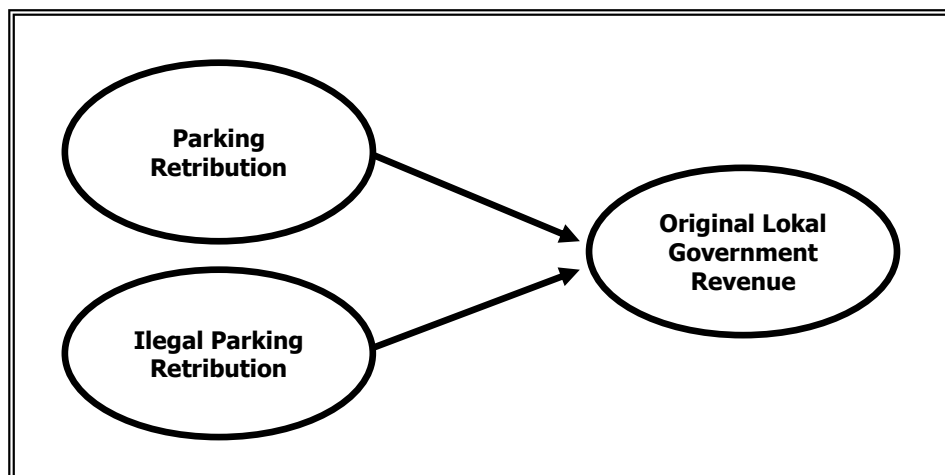 Parking
Retribution
Original Lokal
Government
Revenue
Ilegal Parking
Retribution